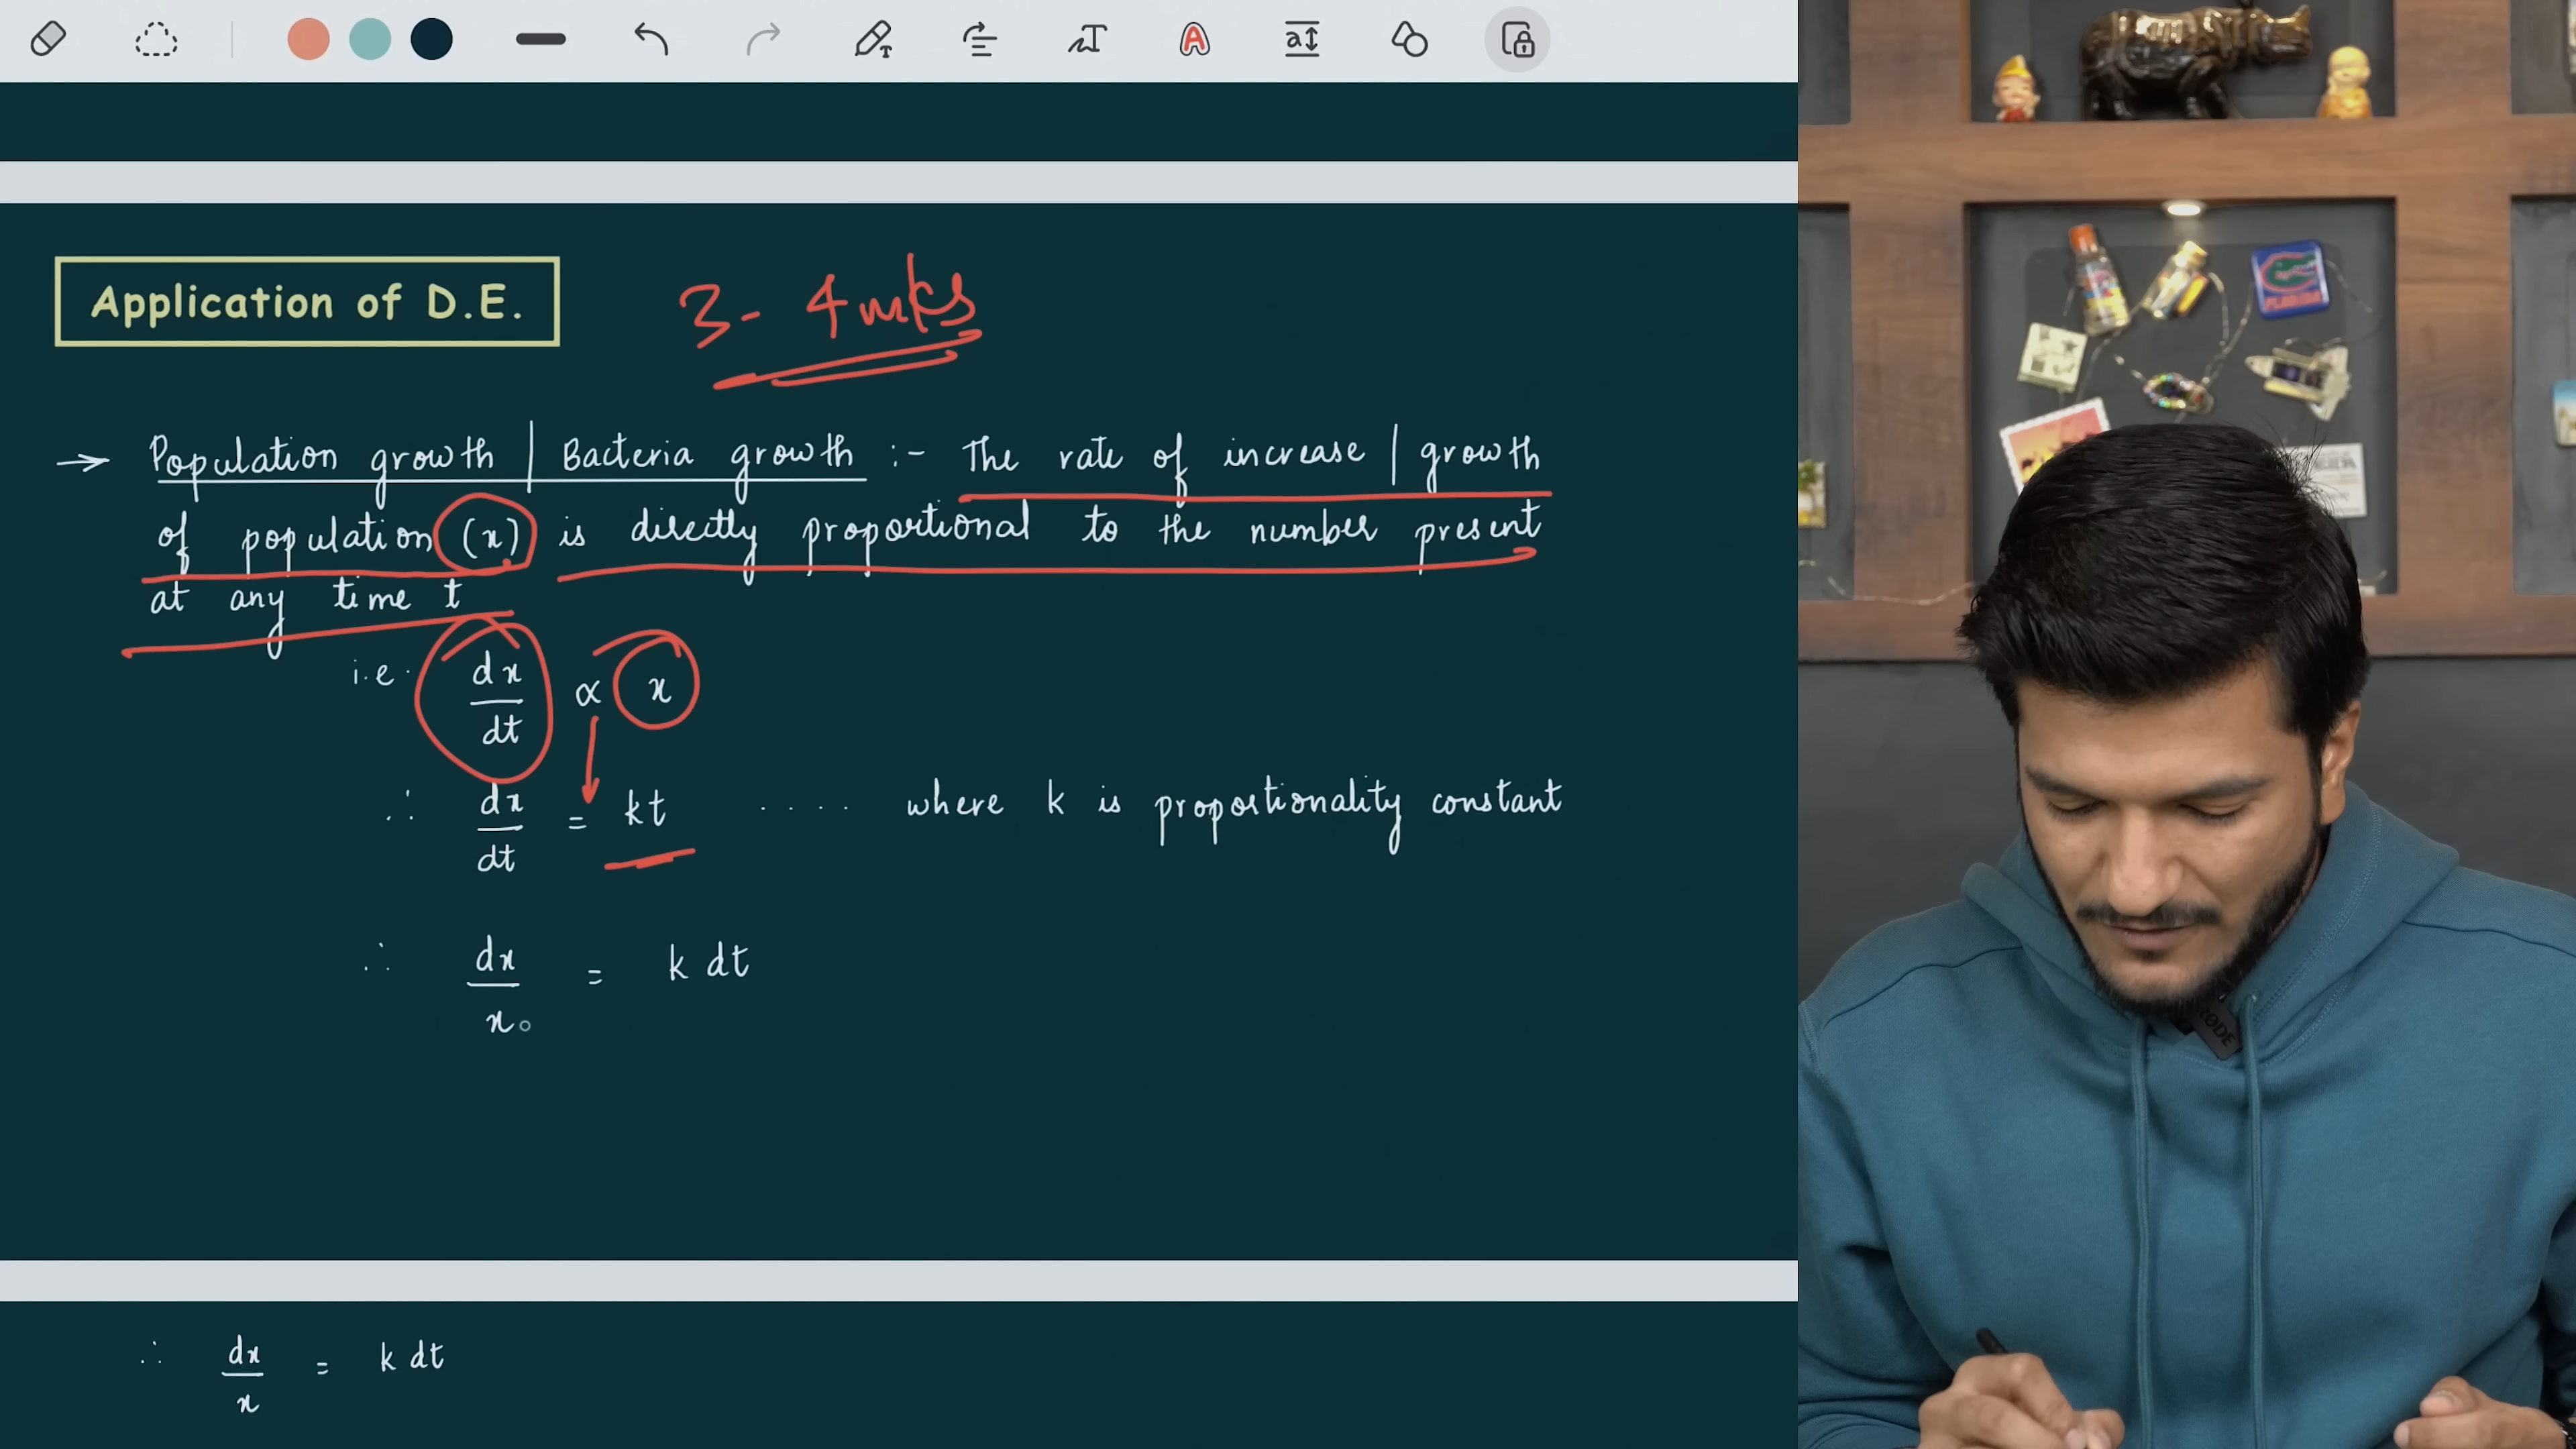 Application of D.E.
3 - 4 mks
→ Population growth | Bacteria growth :- The rate of increase | growth
of population (x) is directly proportional to the number present
at any time t
i.e. dx/dt ∝ x
∴ dx/dt = kt .... where k is proportionality constant
∴ dx/x = k dt
∴ dx/x = k dt
RODE
FLORIDA